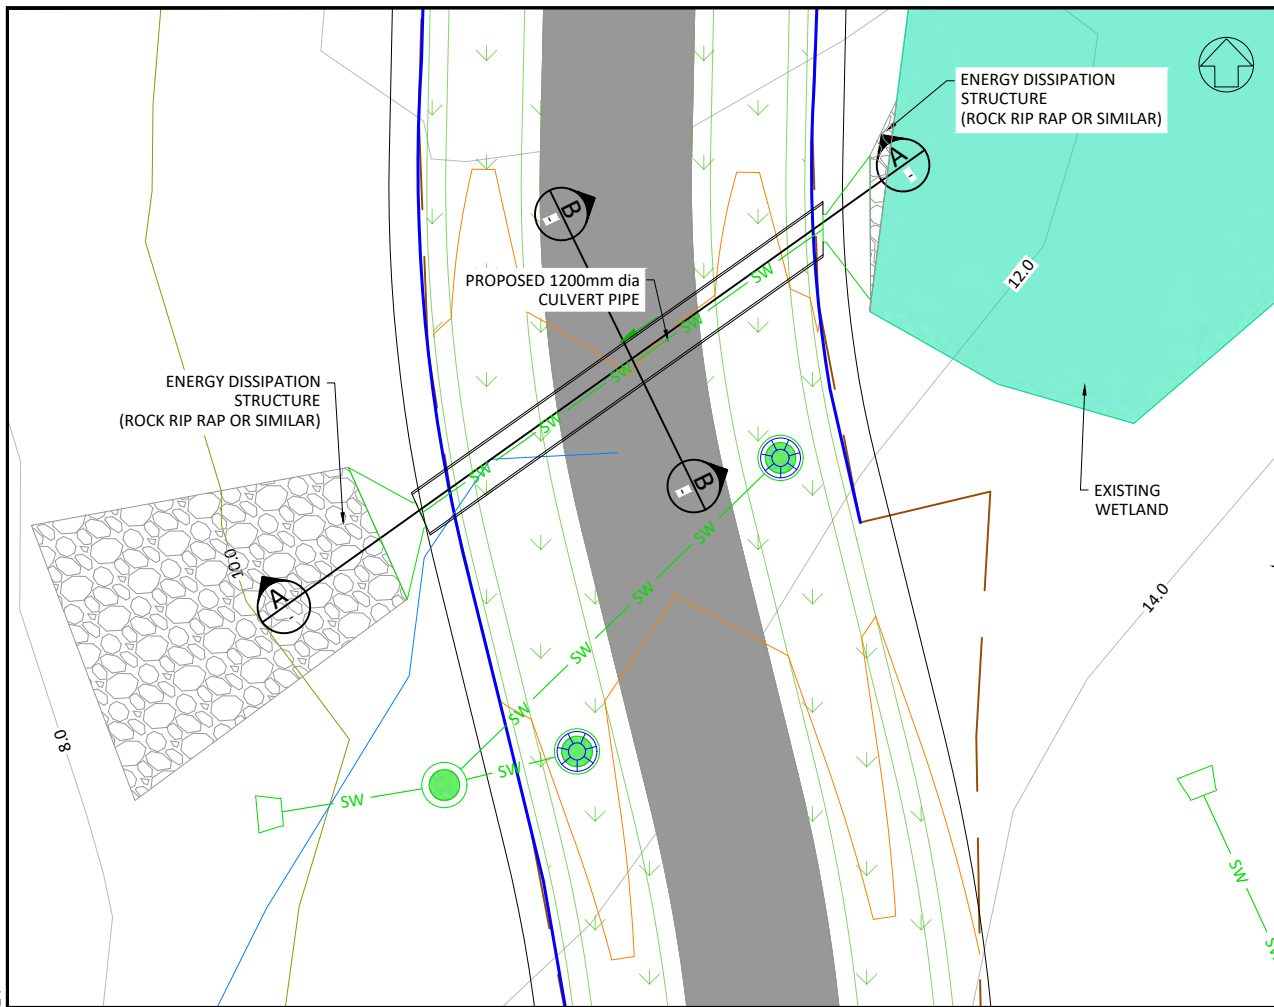 ENERGY DISSIPATION
STRUCTURE
(ROCK RIP RAP OR SIMILAR)
A
-
B
-
12.0
SW
PROPOSED 1200mm dia
CULVERT PIPE
SW
SW
ENERGY DISSIPATION
STRUCTURE
(ROCK RIP RAP OR SIMILAR)
SW
SW
B
-
EXISTING
WETLAND
SW
10.0
A
-
SW
14.0
SW
SW
8.0
SW
SW
SW
SW